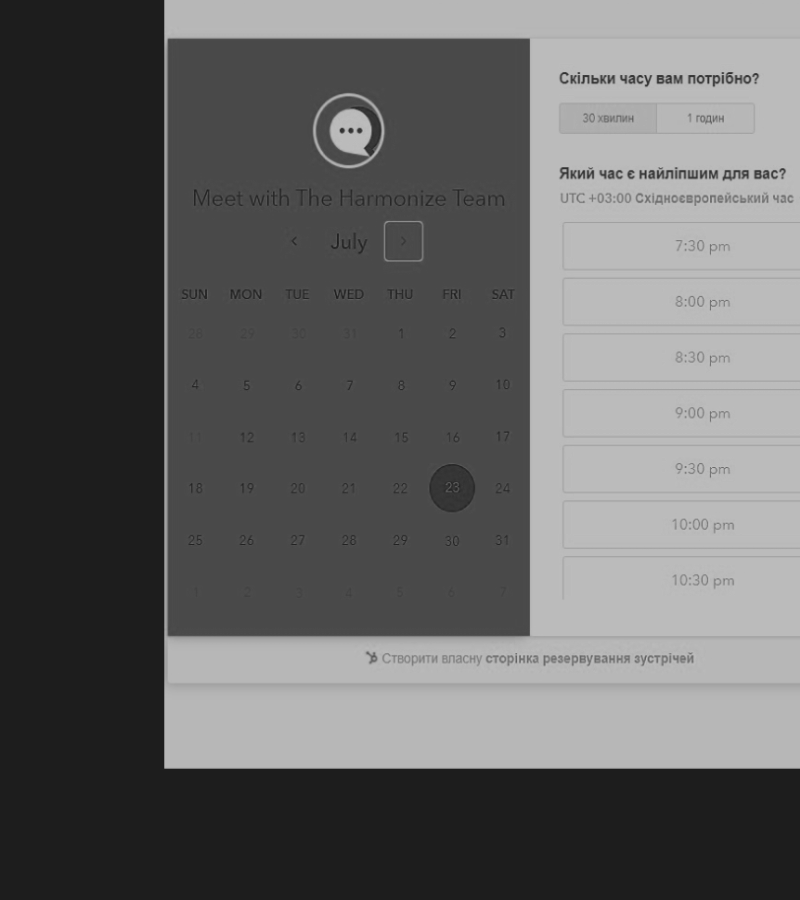 Meet with The Harmonize Team
July
SUN MON TUE WED THU FRI SAT
28 29 30 31 1 2 3
4 5 6 7 8 9 10
11 12 13 14 15 16 17
18 19 20 21 22 23 24
25 26 27 28 29 30 31
1 2 3 4 5 6 7
Скільки часу вам потрібно?
30 хвилин 1 годин
Який час є найліпшим для вас?
UTC +03:00 Східноєвропейський час
7:30 pm
8:00 pm
8:30 pm
9:00 pm
9:30 pm
10:00 pm
10:30 pm
Створити власну сторінка резервування зустрічей